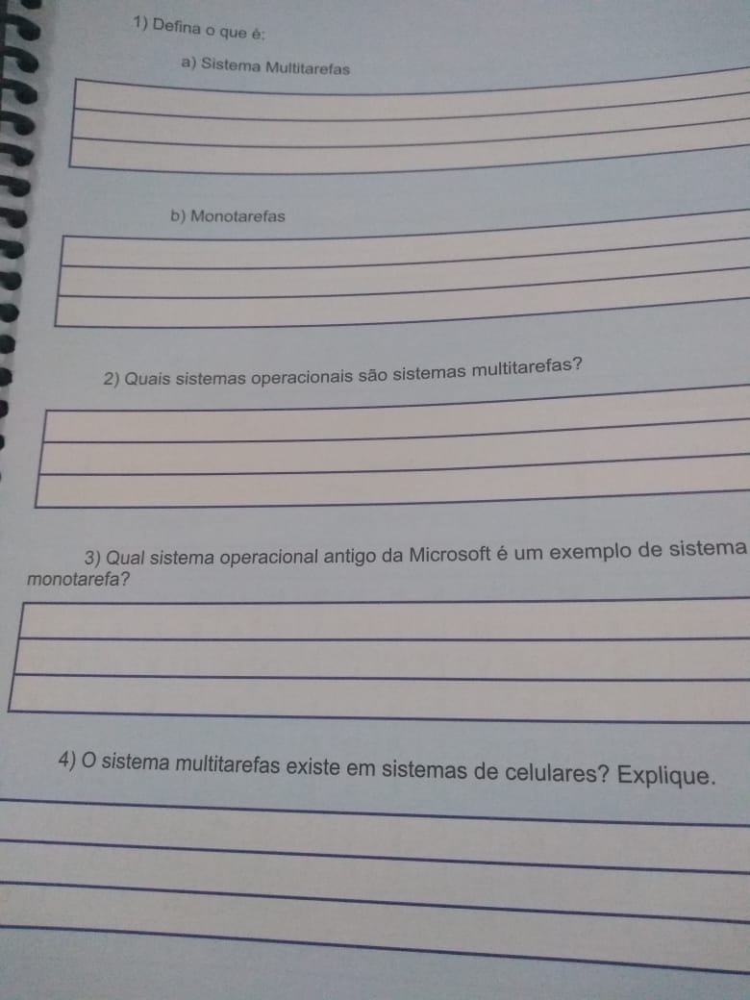 1) Defina o que é:
a) Sistema Multitarefas
b) Monotarefas
2) Quais sistemas operacionais são sistemas multitarefas?
3) Qual sistema operacional antigo da Microsoft é um exemplo de sistema
monotarefa?
4) O sistema multitarefas existe em sistemas de celulares? Explique.